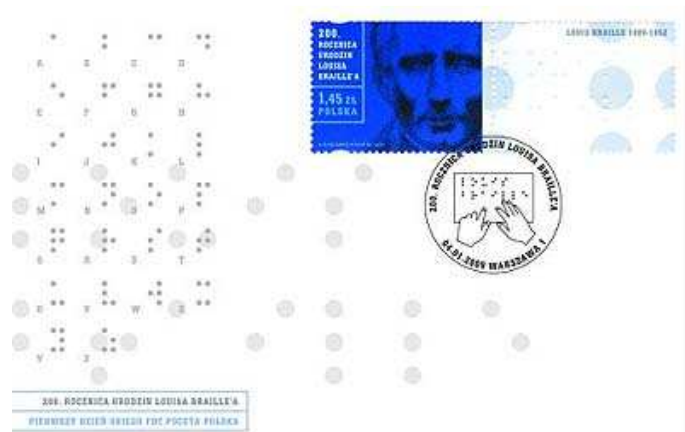 200.
ROCZNICA
URODZIN
LOUISA
BRAILLE'A
1,45 ZŁ
POLSKA
LOUIS BRAILLE 1809-1852
200. ROCZNICA URODZIN LOUISA BRAILLE'A
04.01.2009 WARSZAWA 1
E F G H
I J K L
M N O P
Q R S T
U V W X
Y Z
200. ROCZNICA URODZIN LOUISA BRAILLE'A
PIERWSZY DZIEŃ OBIEGU FDC POCZTA POLSKA